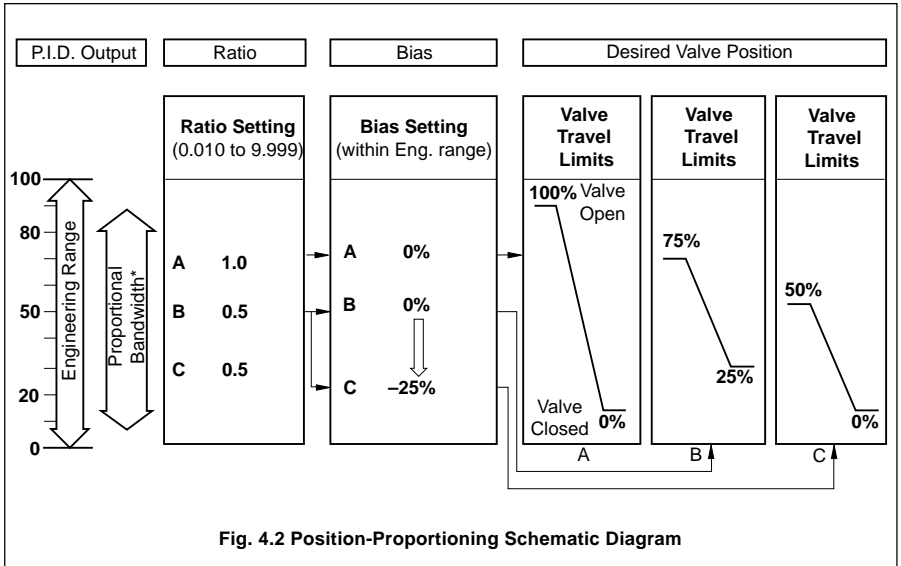 P.I.D. Output
Ratio
Bias
Desired Valve Position
Ratio Setting
(0.010 to 9.999)
Bias Setting
(within Eng. range)
Valve
Travel
Limits
Valve
Travel
Limits
Valve
Travel
Limits
100
80
50
20
0
Engineering Range
Proportional
Bandwidth*
A 1.0
B 0.5
C 0.5
A 0%
B 0%
C –25%
100% Valve
Open
Valve
Closed 0%
75%
25%
50%
0%
A
B
C
Fig. 4.2 Position-Proportioning Schematic Diagram